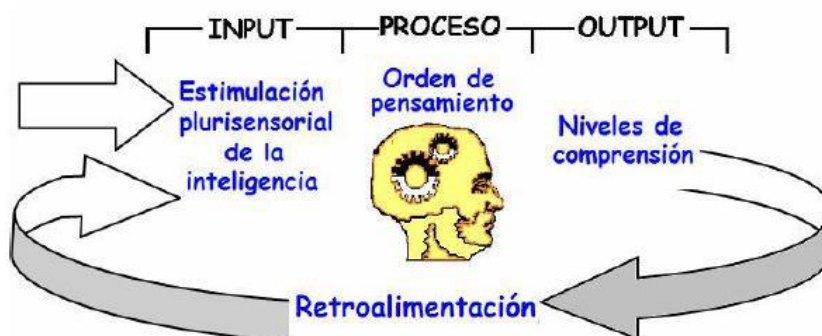 INPUT PROCESO OUTPUT
Estimulación
plurisensorial
de la
inteligencia
Orden de
pensamiento
Niveles de
comprensión
Retroalimentación